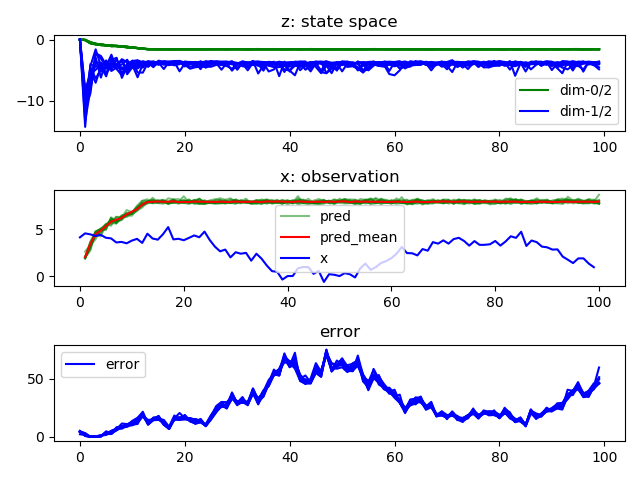 z: state space
0
−10
dim-0/2
dim-1/2
0 20 40 60 80 100
x: observation
5
0
pred
pred_mean
x
0 20 40 60 80 100
error
50
0
error
0 20 40 60 80 100